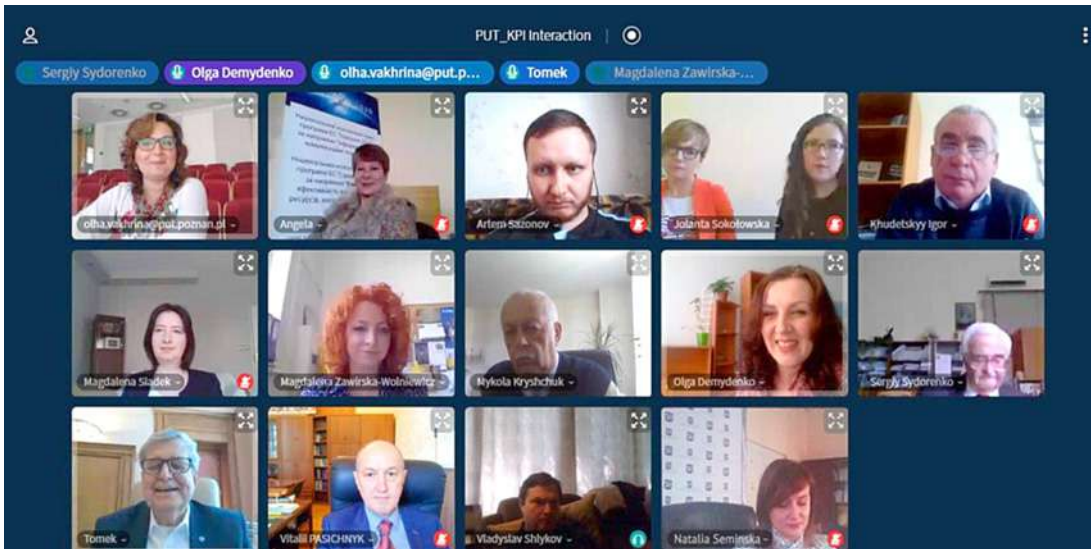 PUT_KPI Interaction
Sergiy Sydorenko
Olga Demydenko
olha.vakhrina@put.p...
Tomek
Magdalena Zawirska-...
olha.vakhrina@put.poznan.pl
Angela
Artem Sazonov
Jolanta Sokołowska
Khudetskyy Igor
Magdalena Sladek
Magdalena Zawirska-Wolniewicz
Mykola Kryshchuk
Olga Demydenko
Sergiy Sydorenko
Tomek
Vitalii PASICHNYK
Vladyslav Shlykov
Natalia Seminska